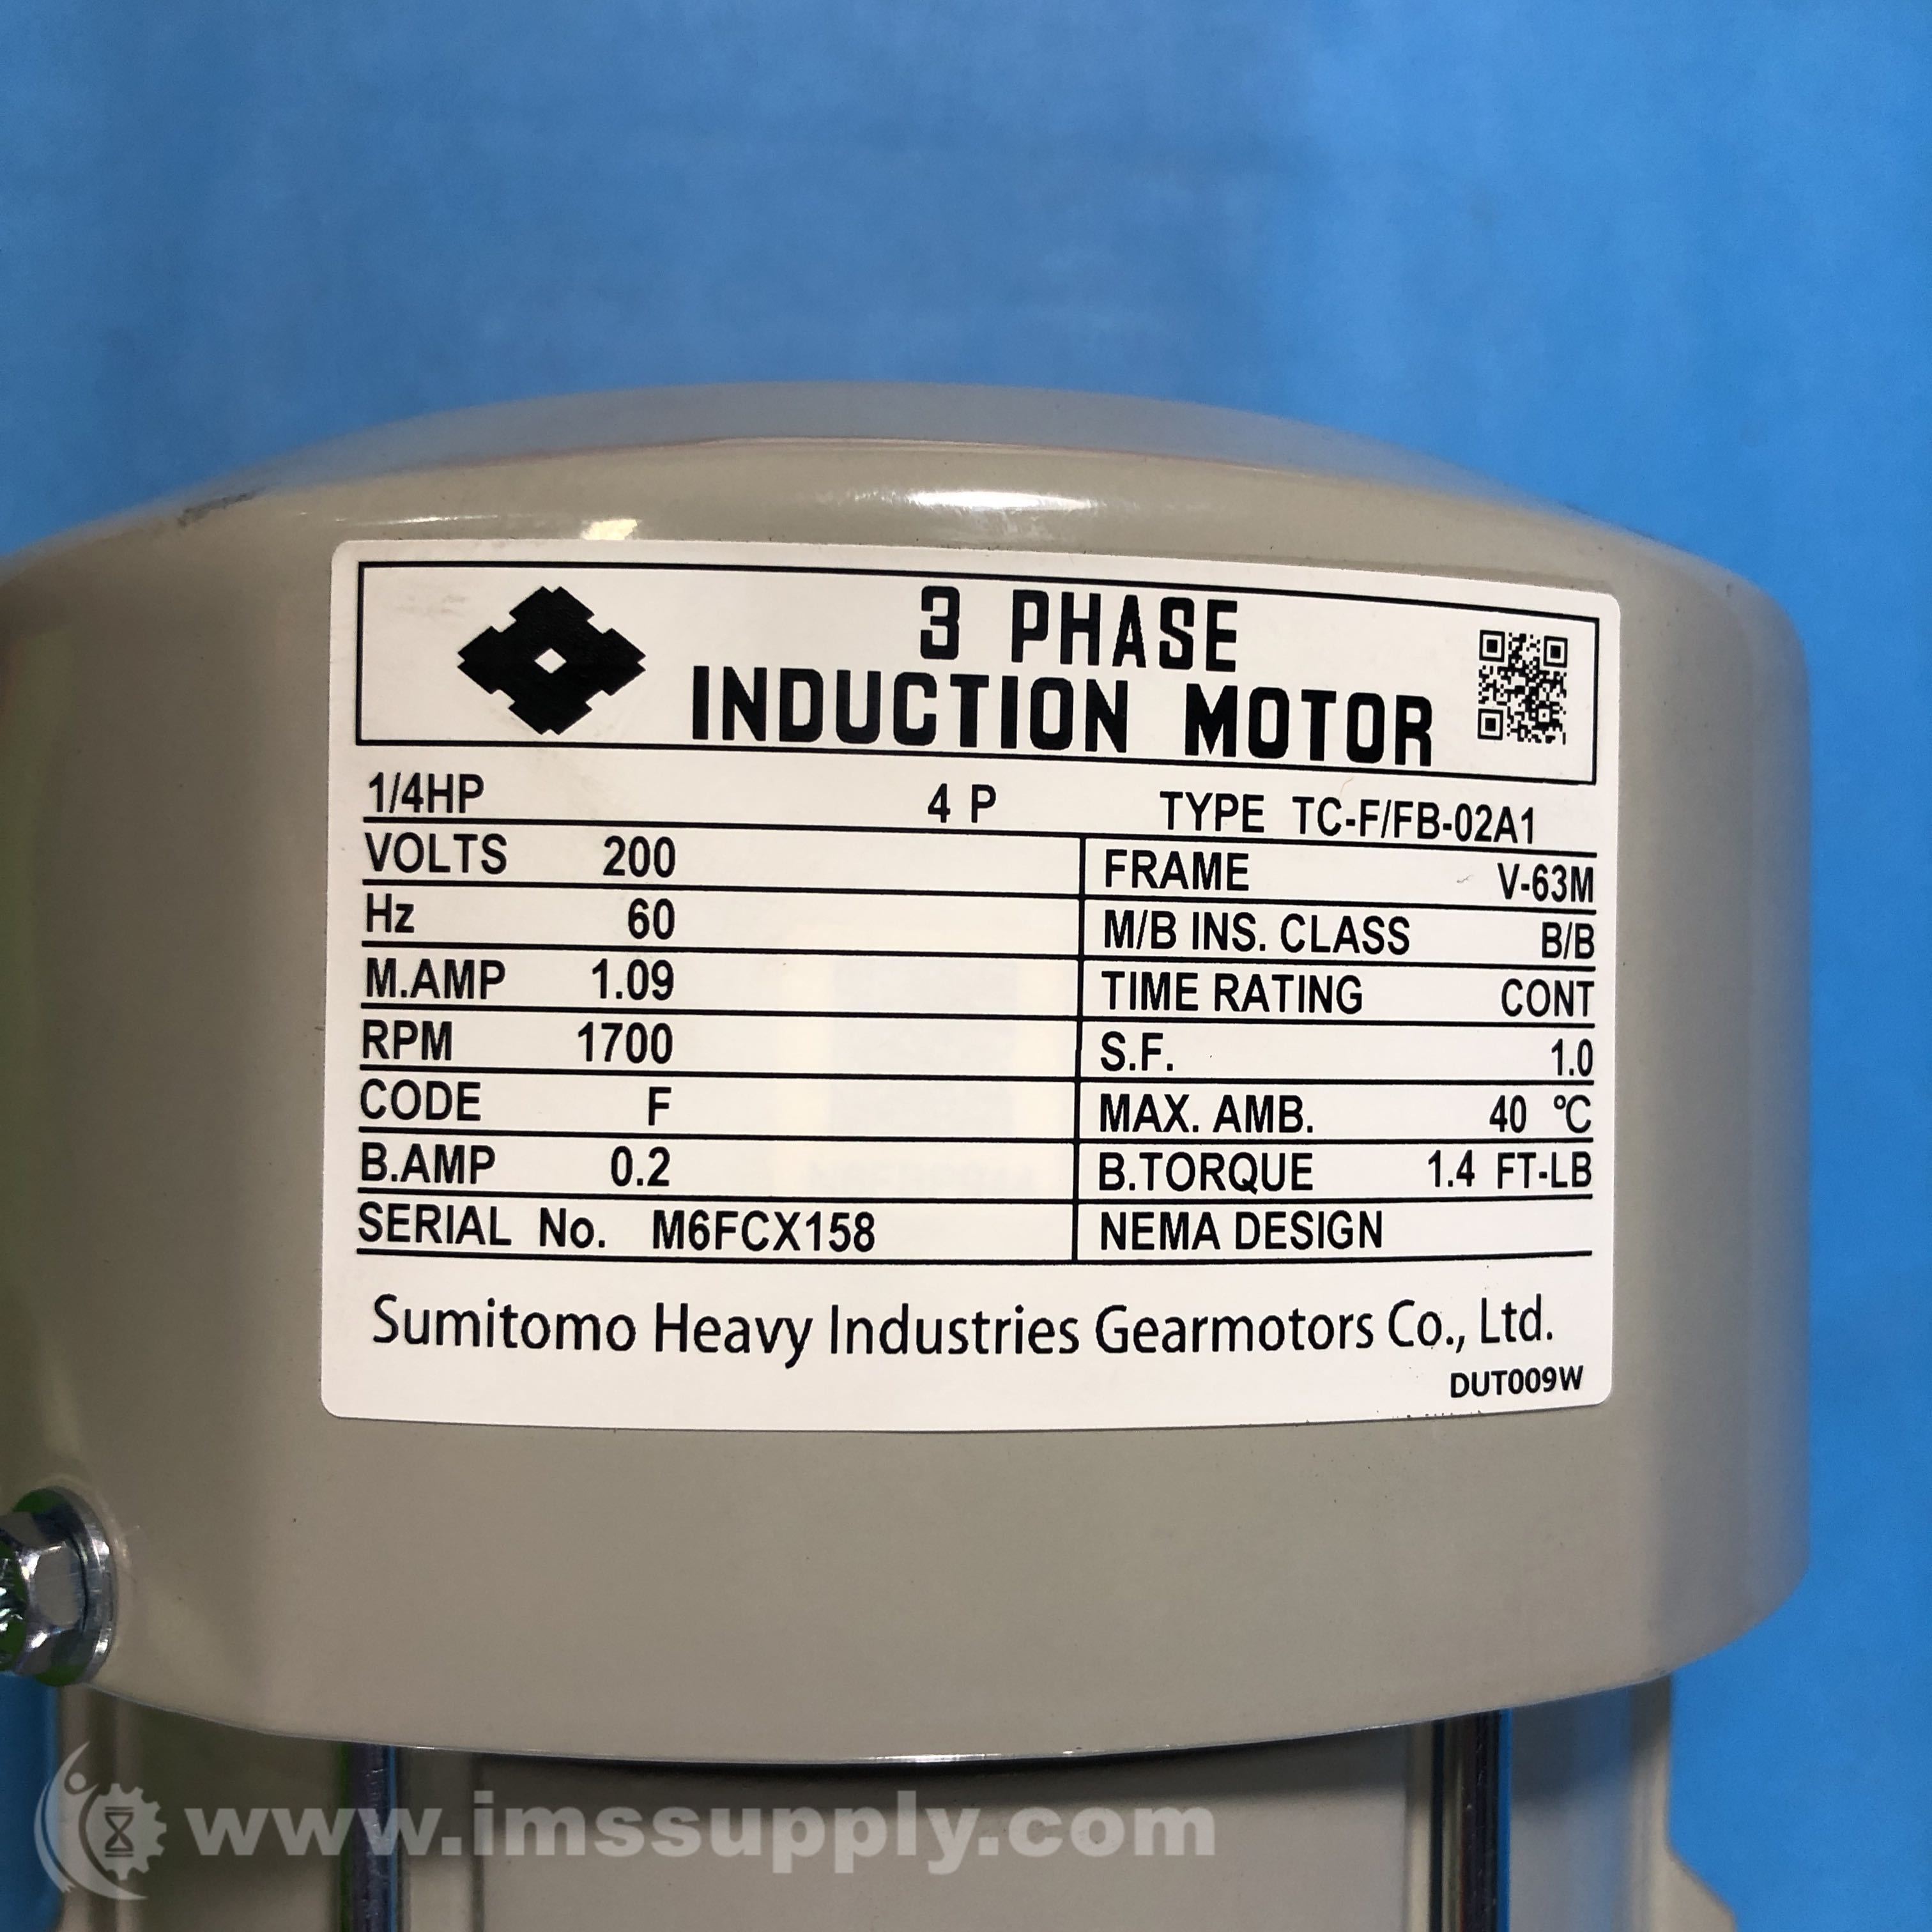 3 PHASE
INDUCTION MOTOR
1/4HP 4 P TYPE TC-F/FB-02A1
VOLTS 200 FRAME V-63M
Hz 60 M/B INS. CLASS B/B
M.AMP 1.09 TIME RATING CONT
RPM 1700 S.F. 1.0
CODE F MAX. AMB. 40 °C
B.AMP 0.2 B.TORQUE 1.4 FT-LB
SERIAL No. M6FCX158 NEMA DESIGN
Sumitomo Heavy Industries Gearmotors Co., Ltd.
DUT009W
www.imssupply.com